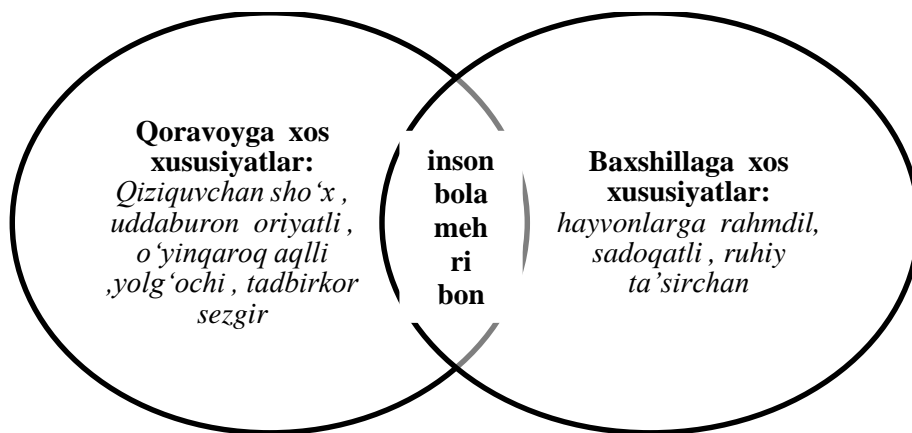 Qoravoyga xos
xususiyatlar:
Qiziquvchan sho‘x ,
uddaburon oriyatli ,
o‘yinqaroq aqlli
,yolg‘ochi , tadbirkor
sezgir
inson
bola
meh
ri
bon
Baxshillaga xos
xususiyatlar:
hayvonlarga rahmdil,
sadoqatli , ruhiy
ta’sirchan